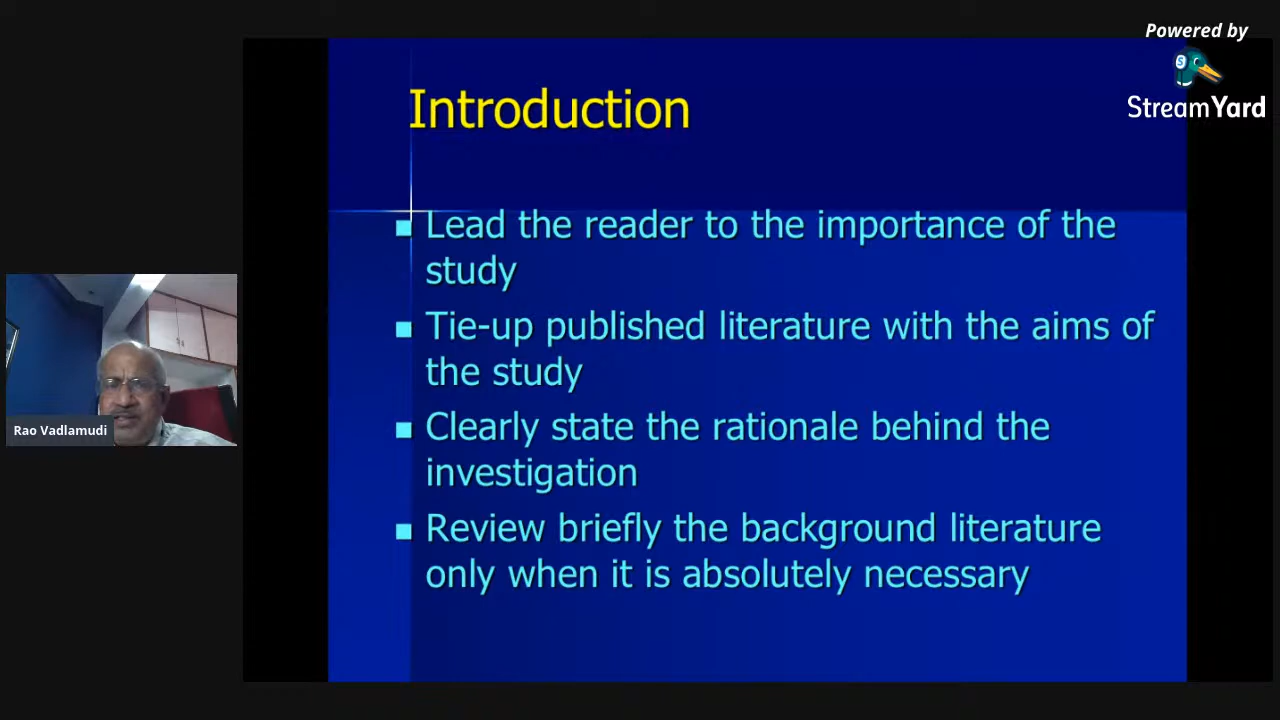 Powered by
StreamYard
Introduction
Lead the reader to the importance of the
study
Tie-up published literature with the aims of
the study
Clearly state the rationale behind the
investigation
Review briefly the background literature
only when it is absolutely necessary
Rao Vadlamudi